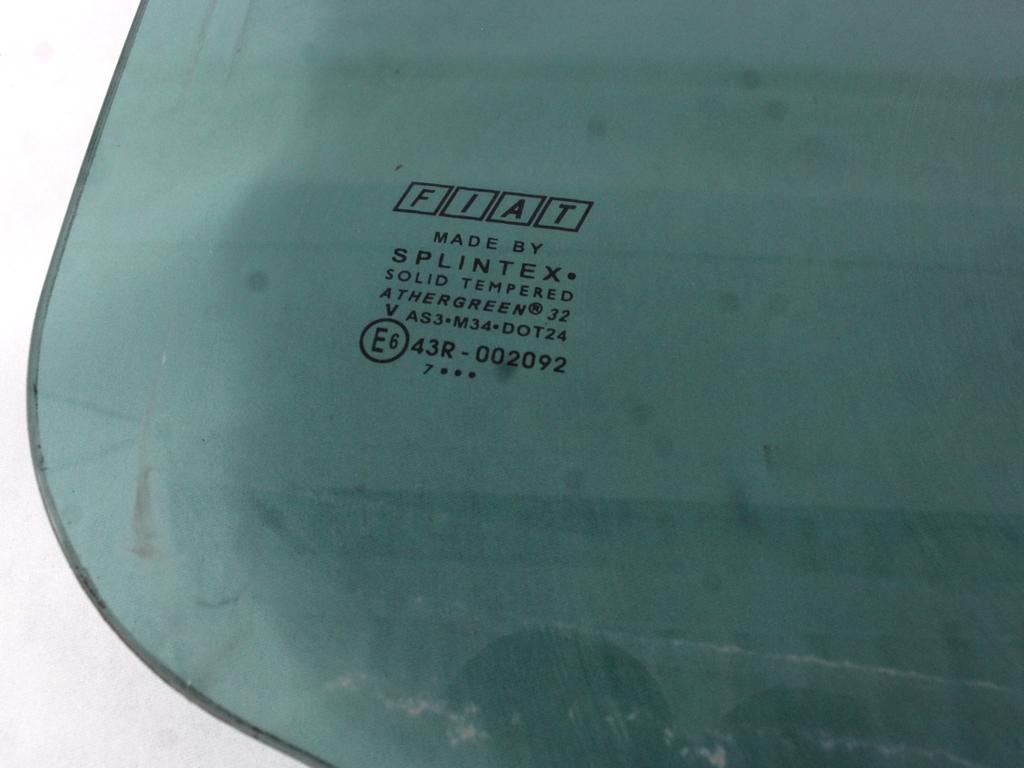 FIAT
MADE BY
SPLINTEX•
SOLID TEMPERED
ATHERGREEN® 32
V AS3•M34•DOT24
E6 43R-002092
7•••